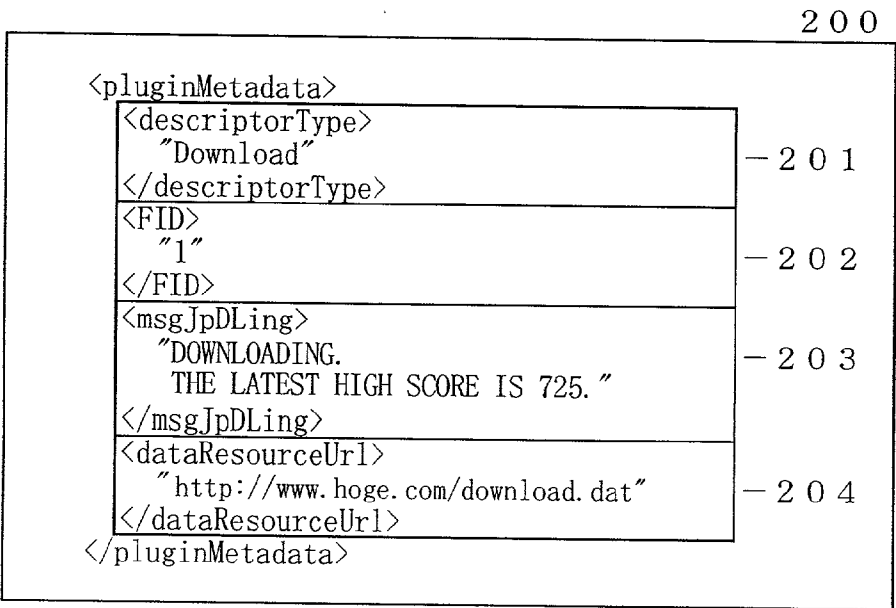 200
<pluginMetadata>
<descriptorType>
"Download"
-201
</descriptorType>
<FID>
"1"
-202
</FID>
<msgJpDLing>
"DOWNLOADING.
-203
THE LATEST HIGH SCORE IS 725."
</msgJpDLing>
<dataResourceUrl>
"http://www.hoge.com/download.dat"
-204
</dataResourceUrl>
</pluginMetadata>